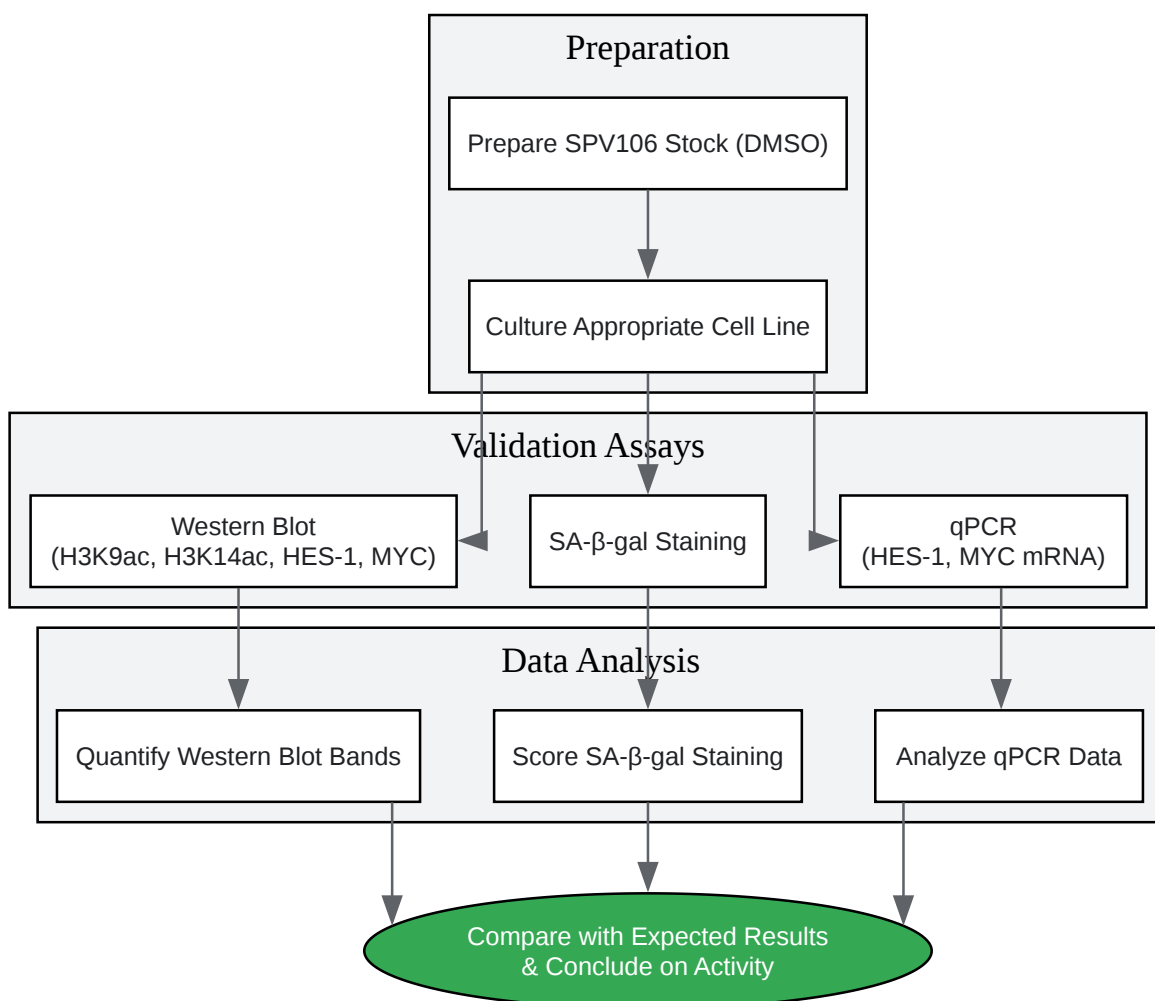 Preparation
Prepare SPV106 Stock (DMSO)
Culture Appropriate Cell Line
Validation Assays
Western Blot
(H3K9ac, H3K14ac, HES-1, MYC)
SA-β-gal Staining
qPCR
(HES-1, MYC mRNA)
Data Analysis
Quantify Western Blot Bands
Score SA-β-gal Staining
Analyze qPCR Data
Compare with Expected Results
& Conclude on Activity